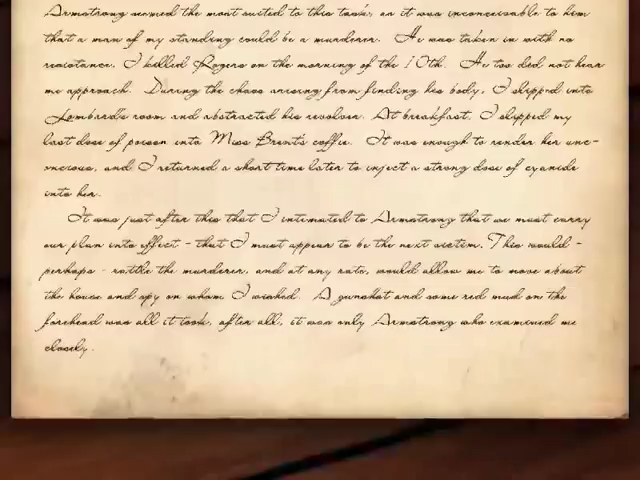 Armstrong seemed the most suited to this task, as it was inconceivable to him
that a man of my standing could be a murderer. He was taken in with no
resistance. I killed Rogers on the morning of the 10th. He too did not hear
me approach. During the chaos arising from finding his body, I slipped into
Lombard's room and abstracted his revolver. At breakfast, I slipped my
last dose of poison into Miss Brent's coffee. It was enough to render her unc-
oncious, and I returned a short time later to inject a strong dose of cyanide
into her.
It was just after this that I intimated to Armstrong that we must carry
our plan into effect - that I must appear to be the next victim. This would -
perhaps - rattle the murderer, and at any rate, would allow me to move about
the house and spy on whom I wished. A gunshot and some red mud on the
forehead was all it took, after all, it was only Armstrong who examined me
closely.